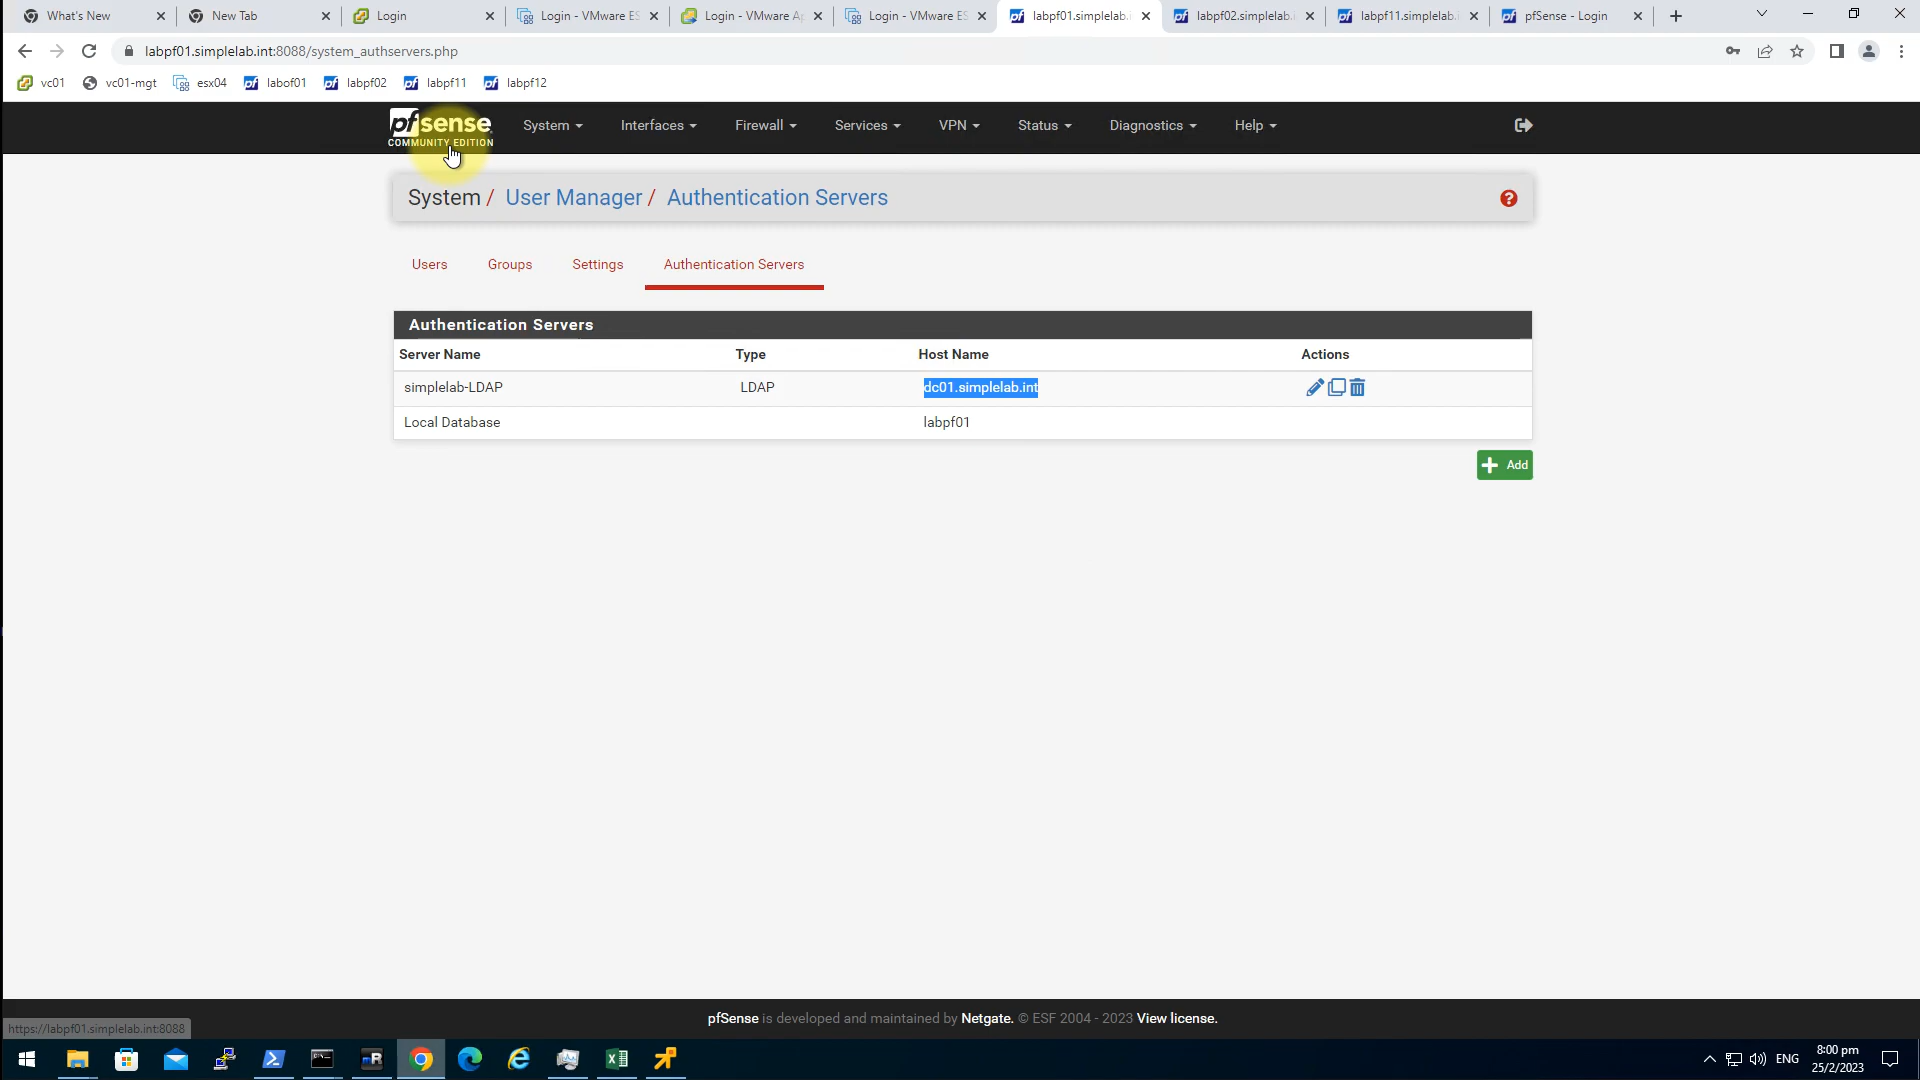 What's New
New Tab
Login
Login - VMware ES
Login - VMware Ap
Login - VMware ES
labpf01.simplelab.i
labpf02.simplelab.
labpf11.simplelab.i
pfSense - Login
labpf01.simplelab.int:8088/system_authservers.php
vc01
vc01-mgt
esx04
labof01
labpf02
labpf11
labpf12
pfsense
COMMUNITY EDITION
System
Interfaces
Firewall
Services
VPN
Status
Diagnostics
Help
System / User Manager / Authentication Servers
Users
Groups
Settings
Authentication Servers
Authentication Servers
Server Name Type Host Name Actions
simplelab-LDAP LDAP dc01.simplelab.int
Local Database labpf01
Add
pfSense is developed and maintained by Netgate. © ESF 2004 - 2023 View license.
https://labpf01.simplelab.int:8088
ENG
8:00 pm
25/2/2023